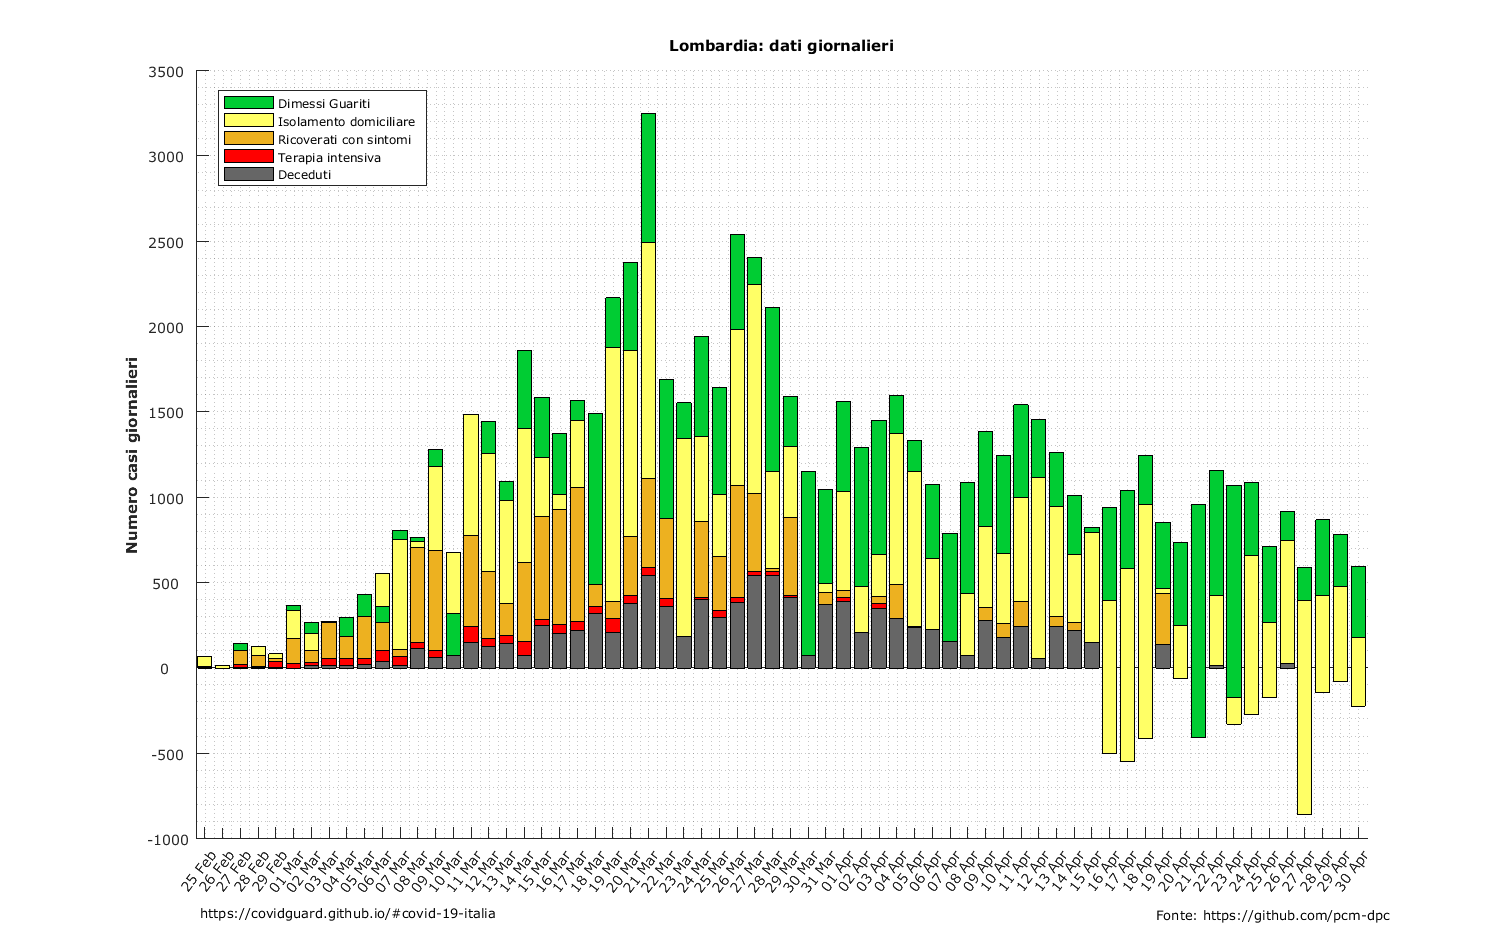 Lombardia: dati giornalieri
3500
3000
2500
2000
1500
1000
500
0
-500
-1000
Numero casi giornalieri
Dimessi Guariti
Isolamento domiciliare
Ricoverati con sintomi
Terapia intensiva
Deceduti
25 Feb
26 Feb
27 Feb
28 Feb
29 Feb
01 Mar
02 Mar
03 Mar
04 Mar
05 Mar
06 Mar
07 Mar
08 Mar
09 Mar
10 Mar
11 Mar
12 Mar
13 Mar
14 Mar
15 Mar
16 Mar
17 Mar
18 Mar
19 Mar
20 Mar
21 Mar
22 Mar
23 Mar
24 Mar
25 Mar
26 Mar
27 Mar
28 Mar
29 Mar
30 Mar
31 Mar
01 Apr
02 Apr
03 Apr
04 Apr
05 Apr
06 Apr
07 Apr
08 Apr
09 Apr
10 Apr
11 Apr
12 Apr
13 Apr
14 Apr
15 Apr
16 Apr
17 Apr
18 Apr
19 Apr
20 Apr
21 Apr
22 Apr
23 Apr
24 Apr
25 Apr
26 Apr
27 Apr
28 Apr
29 Apr
30 Apr
https://covidguard.github.io/#covid-19-italia
Fonte: https://github.com/pcm-dpc